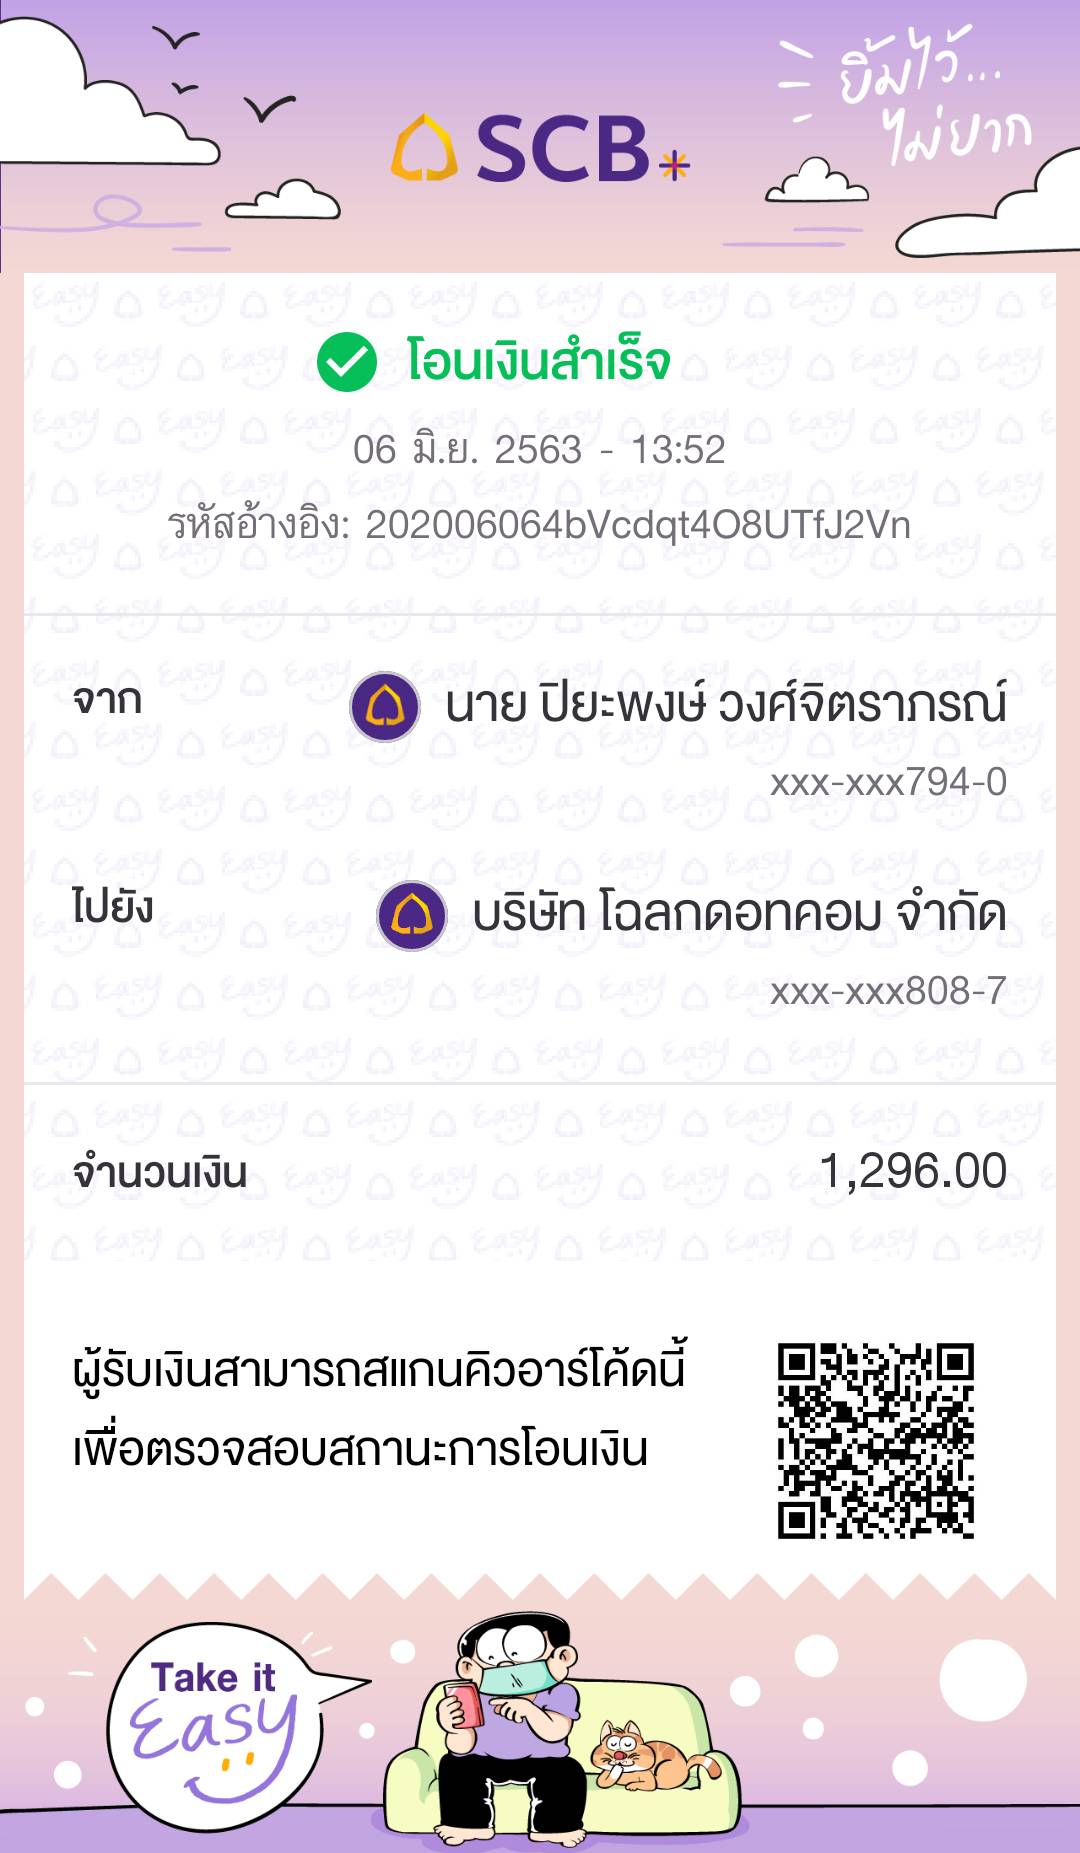 ยิ้มไว้...
ไม่ยาก
SCB
โอนเงินสำเร็จ
06 มิ.ย. 2563 - 13:52
รหัสอ้างอิง: 202006064bVcdqt4O8UTfJ2Vn
จาก
นาย ปิยะพงษ์ วงศ์จิตราภรณ์
xxx-xxx794-0
ไปยัง
บริษัท โฉลกดอทคอม จำกัด
xxx-xxx808-7
จำนวนเงิน 1,296.00
ผู้รับเงินสามารถสแกนคิวอาร์โค้ดนี้
เพื่อตรวจสอบสถานะการโอนเงิน
Take it
Easy